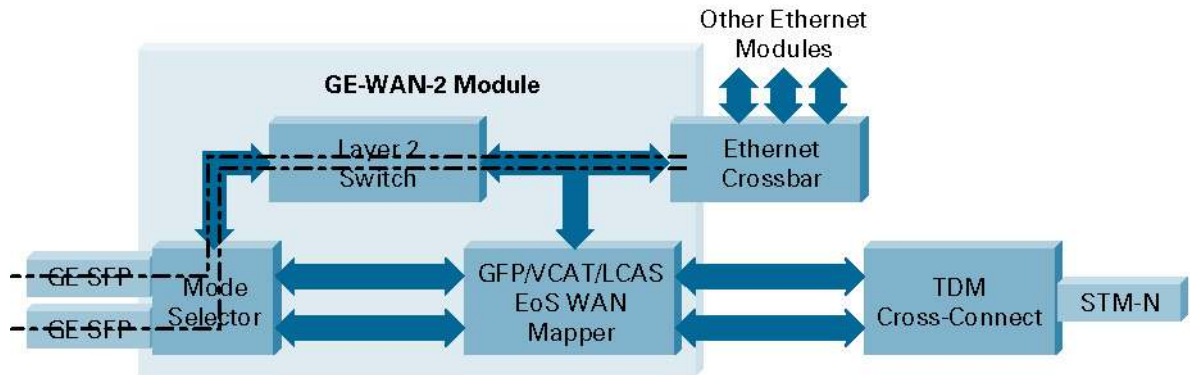 Other Ethernet
Modules
GE-WAN-2 Module
Layer 2
Switch
Ethernet
Crossbar
GE-SFP
GE-SFP
Mode
Selector
GFP/VCAT/LCAS
EoS WAN
Mapper
TDM
Cross-Connect
STM-N